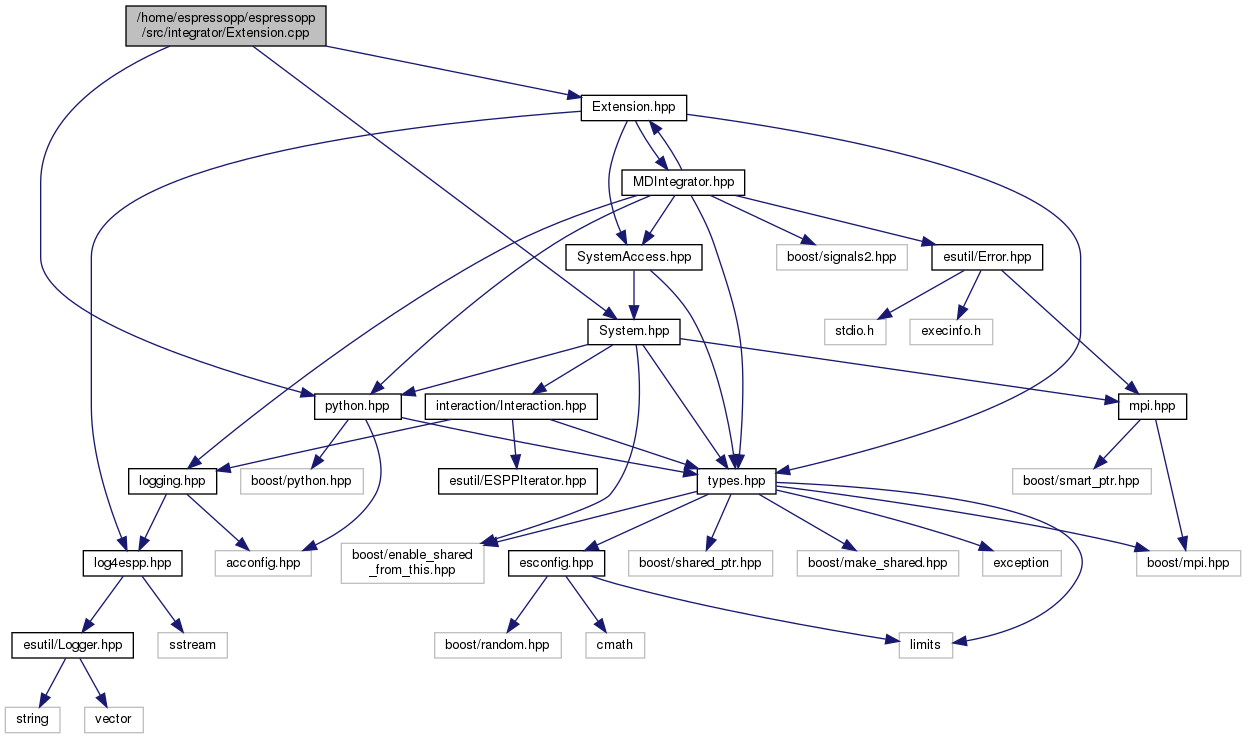 /home/espressopp/espressopp
/src/integrator/Extension.cpp
Extension.hpp
MDIntegrator.hpp
SystemAccess.hpp
boost/signals2.hpp
esutil/Error.hpp
System.hpp
stdio.h
execinfo.h
python.hpp
interaction/Interaction.hpp
mpi.hpp
logging.hpp
boost/python.hpp
esutil/ESPPIterator.hpp
types.hpp
boost/smart_ptr.hpp
log4espp.hpp
acconfig.hpp
boost/enable_shared
_from_this.hpp
esconfig.hpp
boost/shared_ptr.hpp
boost/make_shared.hpp
exception
boost/mpi.hpp
esutil/Logger.hpp
sstream
boost/random.hpp
cmath
limits
string
vector